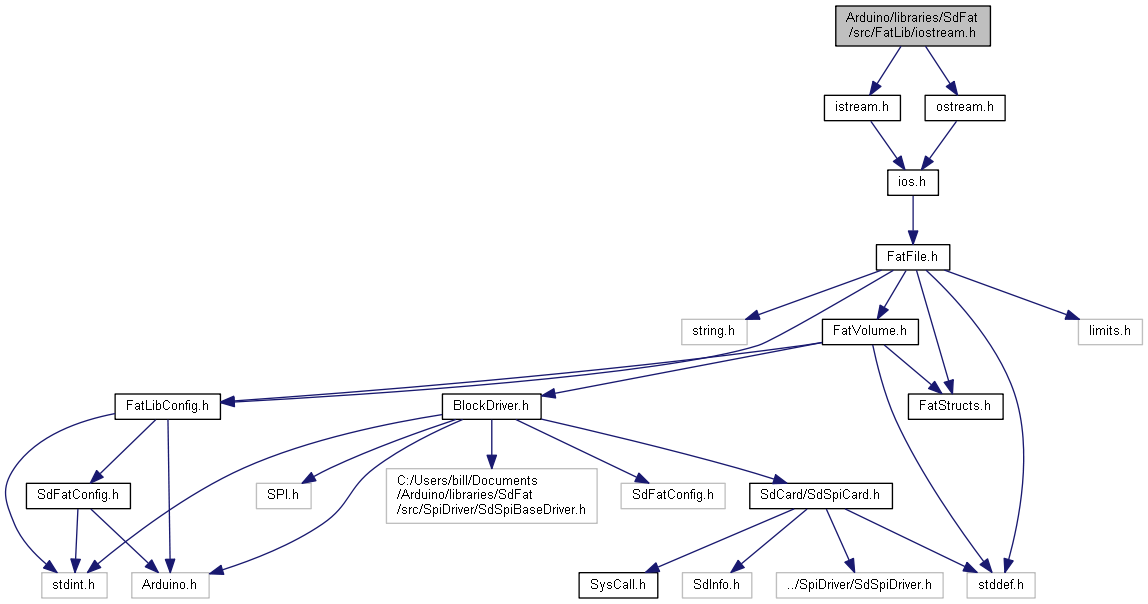 Arduino/libraries/SdFat
/src/FatLib/iostream.h
istream.h
ostream.h
ios.h
FatFile.h
string.h
FatVolume.h
limits.h
FatLibConfig.h
BlockDriver.h
FatStructs.h
SdFatConfig.h
SPI.h
C:/Users/bill/Documents
/Arduino/libraries/SdFat
/src/SpiDriver/SdSpiBaseDriver.h
SdFatConfig.h
SdCard/SdSpiCard.h
stdint.h
Arduino.h
SysCall.h
SdInfo.h
../SpiDriver/SdSpiDriver.h
stddef.h